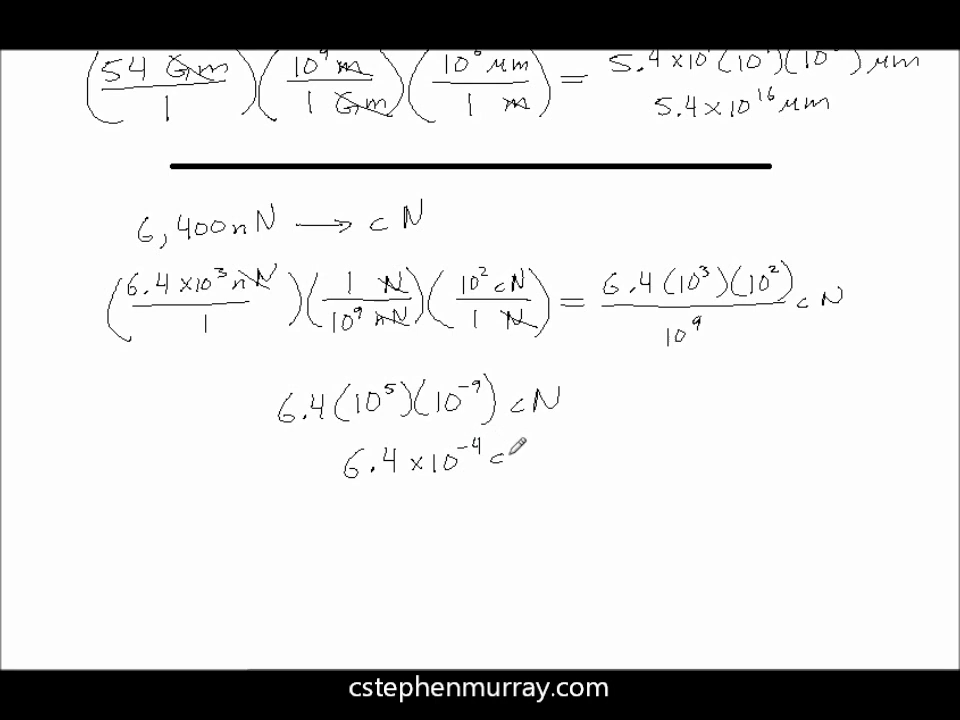 (54 Gm/1)(10⁹ m/1 Gm)(10⁶ μm/1 m) = 5.4 x 10¹(10⁹)(10⁶) μm
5.4 x 10¹⁶ μm
6,400 nN → cN
(6.4 x 10³ nN/1)(1 N/10⁹ nN)(10² cN/1 N) = 6.4(10³)(10²)/10⁹ cN
6.4(10⁵)(10⁻⁹) cN
6.4 x 10⁻⁴ c
cstephenmurray.com